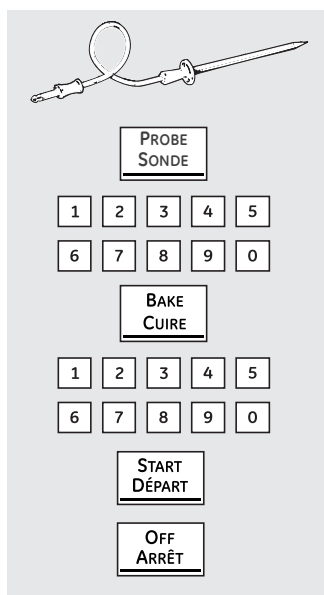 PROBE
SONDE
1 2 3 4 5
6 7 8 9 0
BAKE
CUIRE
1 2 3 4 5
6 7 8 9 0
START
DÉPART
OFF
ARRÊT